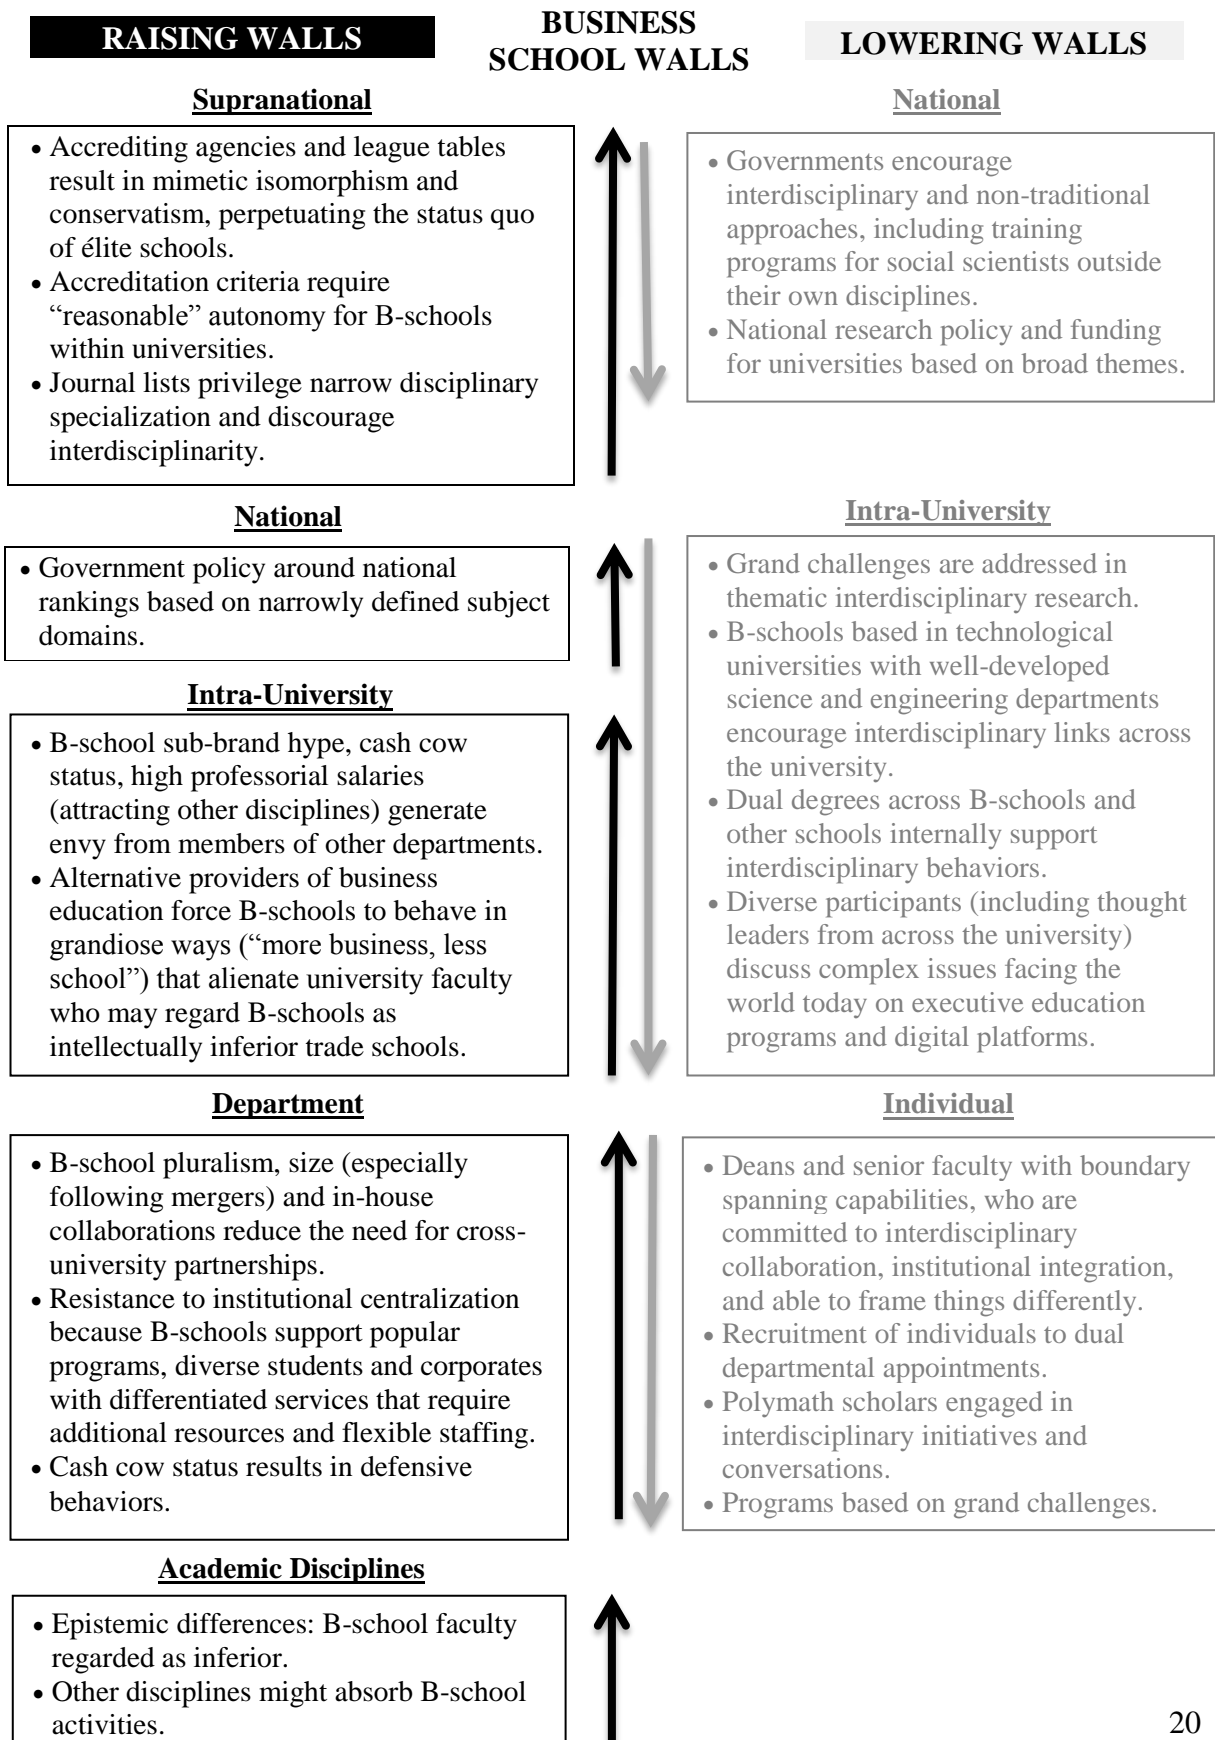 RAISING WALLS
BUSINESS
SCHOOL WALLS
LOWERING WALLS
Supranational
• Accrediting agencies and league tables
result in mimetic isomorphism and
conservatism, perpetuating the status quo
of élite schools.
• Accreditation criteria require
“reasonable” autonomy for B-schools
within universities.
• Journal lists privilege narrow disciplinary
specialization and discourage
interdisciplinarity.
National
• Governments encourage
interdisciplinary and non-traditional
approaches, including training
programs for social scientists outside
their own disciplines.
• National research policy and funding
for universities based on broad themes.
National
• Government policy around national
rankings based on narrowly defined subject
domains.
Intra-University
• B-school sub-brand hype, cash cow
status, high professorial salaries
(attracting other disciplines) generate
envy from members of other departments.
• Alternative providers of business
education force B-schools to behave in
grandiose ways (“more business, less
school”) that alienate university faculty
who may regard B-schools as
intellectually inferior trade schools.
Intra-University
• Grand challenges are addressed in
thematic interdisciplinary research.
• B-schools based in technological
universities with well-developed
science and engineering departments
encourage interdisciplinary links across
the university.
• Dual degrees across B-schools and
other schools internally support
interdisciplinary behaviors.
• Diverse participants (including thought
leaders from across the university)
discuss complex issues facing the
world today on executive education
programs and digital platforms.
Department
• B-school pluralism, size (especially
following mergers) and in-house
collaborations reduce the need for cross-
university partnerships.
• Resistance to institutional centralization
because B-schools support popular
programs, diverse students and corporates
with differentiated services that require
additional resources and flexible staffing.
• Cash cow status results in defensive
behaviors.
Individual
• Deans and senior faculty with boundary
spanning capabilities, who are
committed to interdisciplinary
collaboration, institutional integration,
and able to frame things differently.
• Recruitment of individuals to dual
departmental appointments.
• Polymath scholars engaged in
interdisciplinary initiatives and
conversations.
• Programs based on grand challenges.
Academic Disciplines
• Epistemic differences: B-school faculty
regarded as inferior.
• Other disciplines might absorb B-school
activities.
20